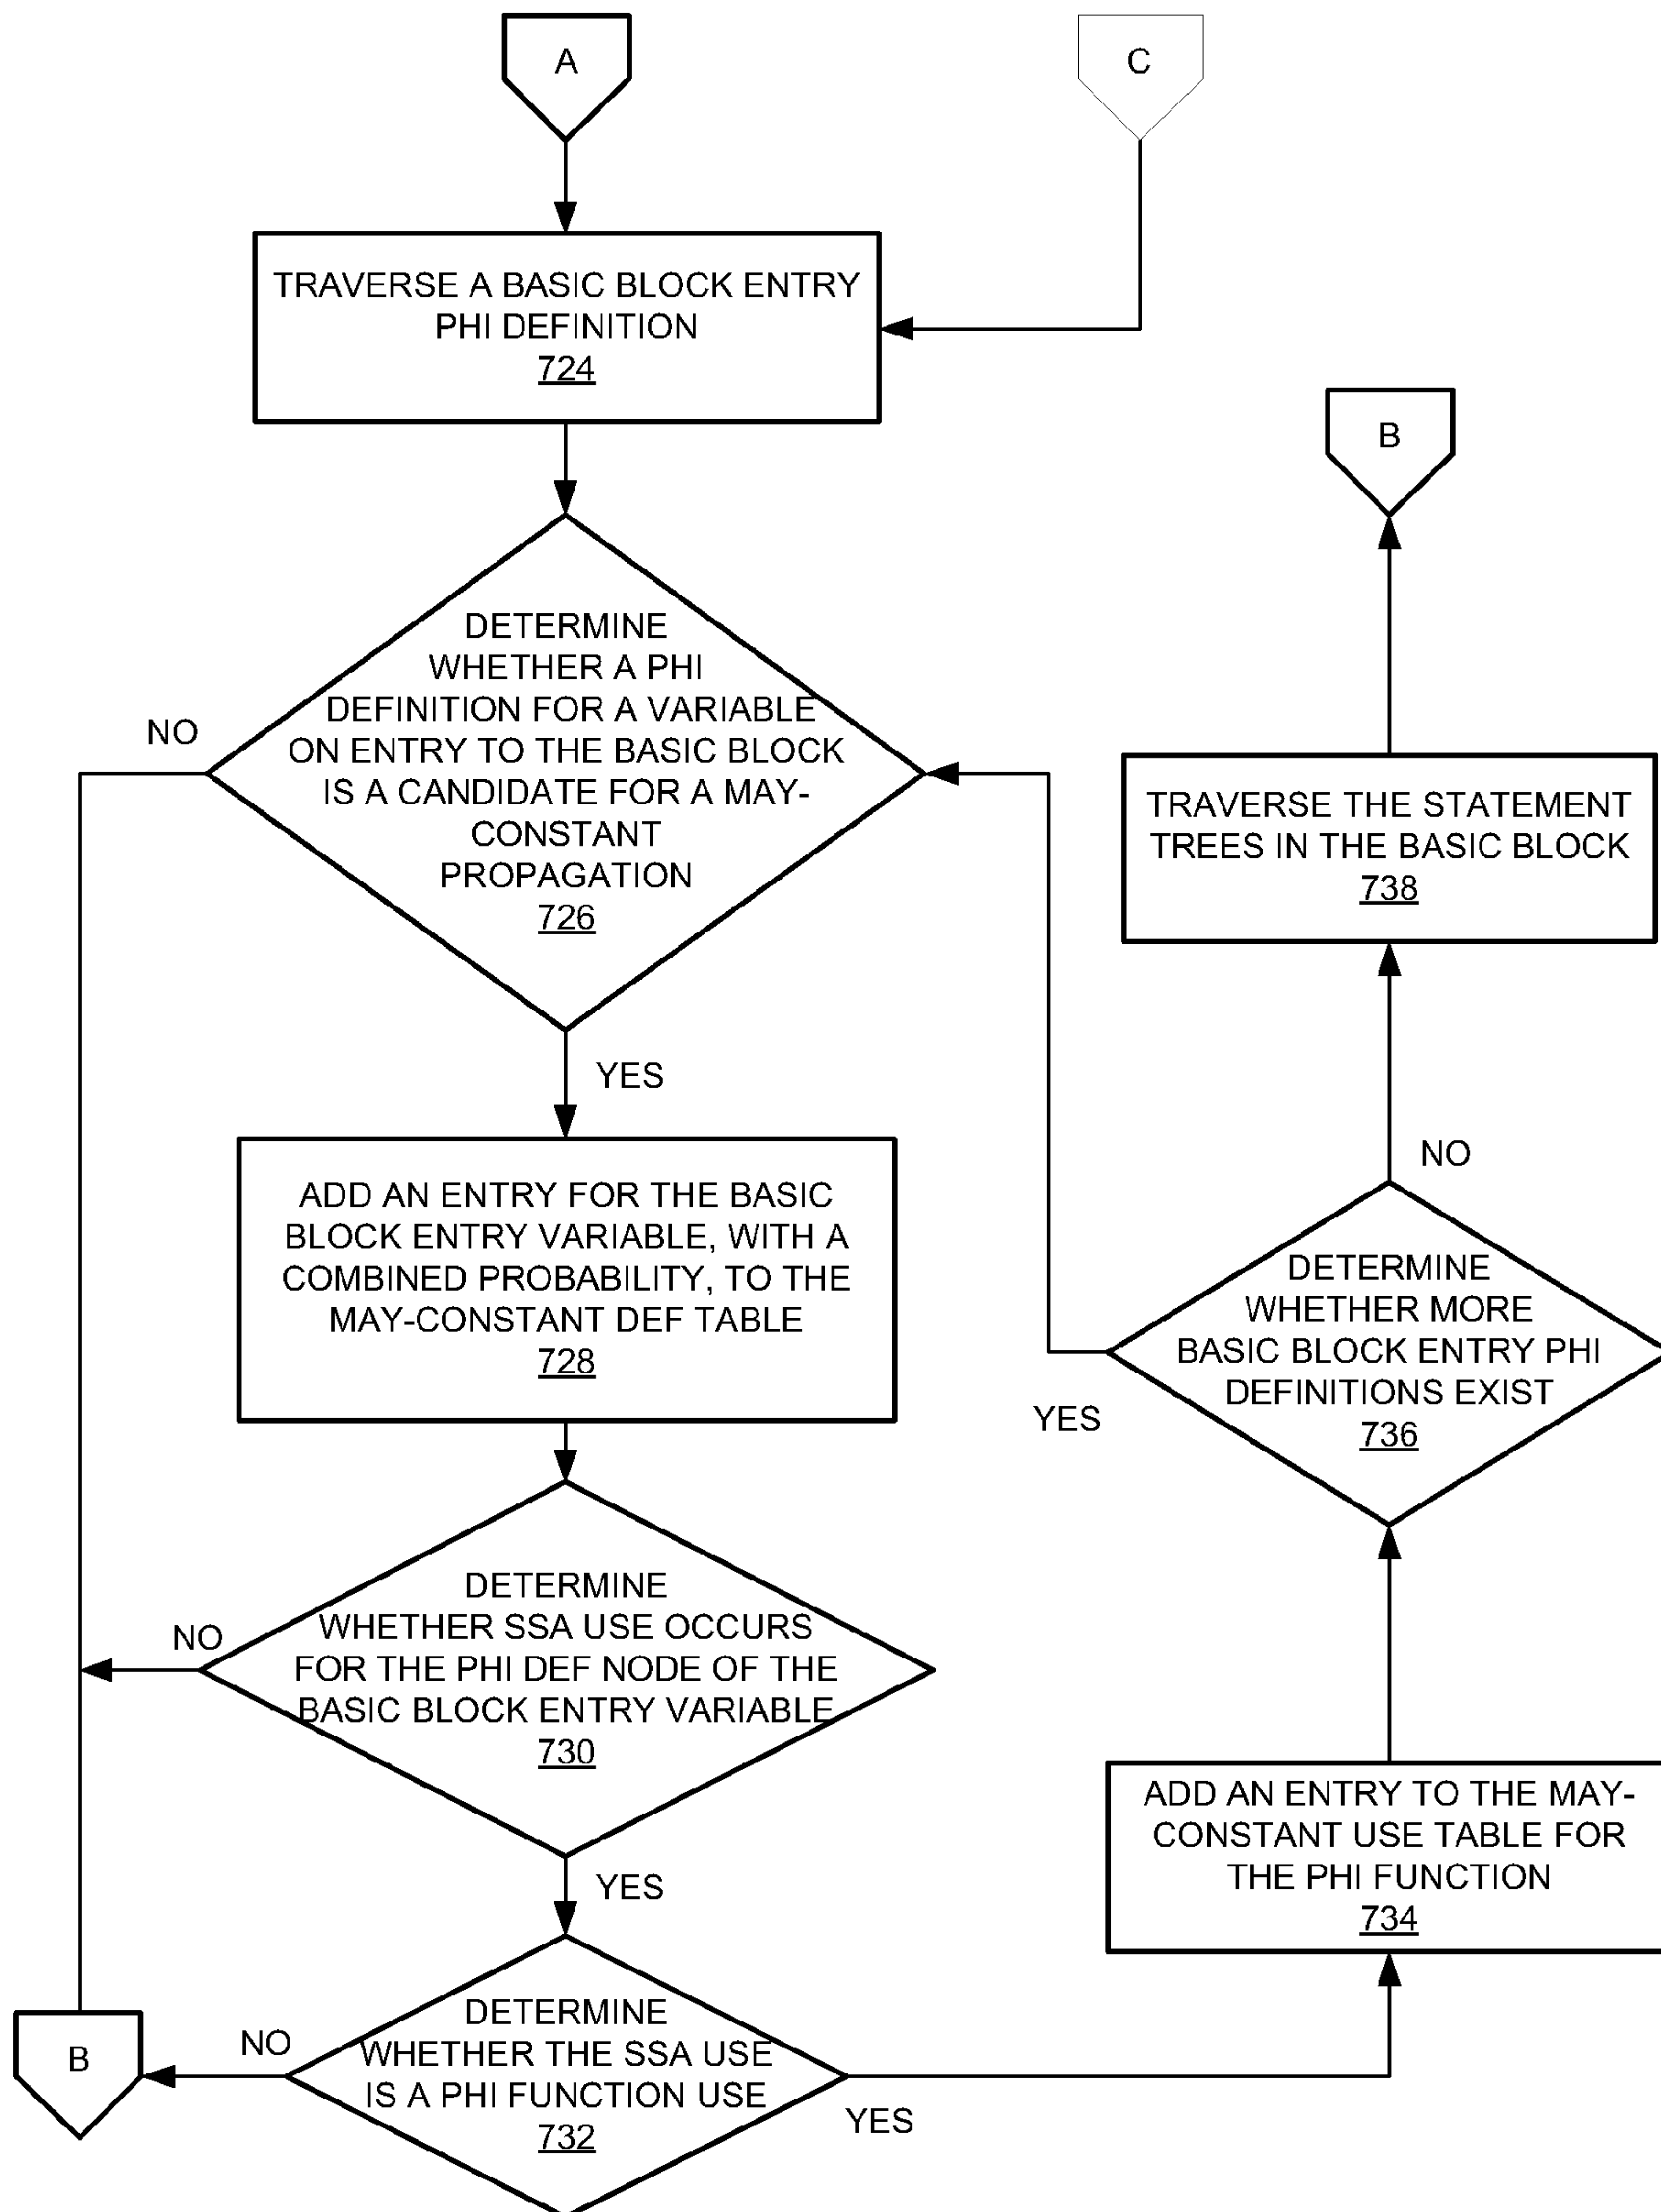 A
C
TRAVERSE A BASIC BLOCK ENTRY
PHI DEFINITION
724
B
DETERMINE
WHETHER A PHI
DEFINITION FOR A VARIABLE
ON ENTRY TO THE BASIC BLOCK
IS A CANDIDATE FOR A MAY-
CONSTANT
PROPAGATION
726
NO
YES
TRAVERSE THE STATEMENT
TREES IN THE BASIC BLOCK
738
NO
ADD AN ENTRY FOR THE BASIC
BLOCK ENTRY VARIABLE, WITH A
COMBINED PROBABILITY, TO THE
MAY-CONSTANT DEF TABLE
728
DETERMINE
WHETHER MORE
BASIC BLOCK ENTRY PHI
DEFINITIONS EXIST
736
YES
DETERMINE
WHETHER SSA USE OCCURS
FOR THE PHI DEF NODE OF THE
BASIC BLOCK ENTRY VARIABLE
730
NO
YES
ADD AN ENTRY TO THE MAY-
CONSTANT USE TABLE FOR
THE PHI FUNCTION
734
B
NO
DETERMINE
WHETHER THE SSA USE
IS A PHI FUNCTION USE
732
YES